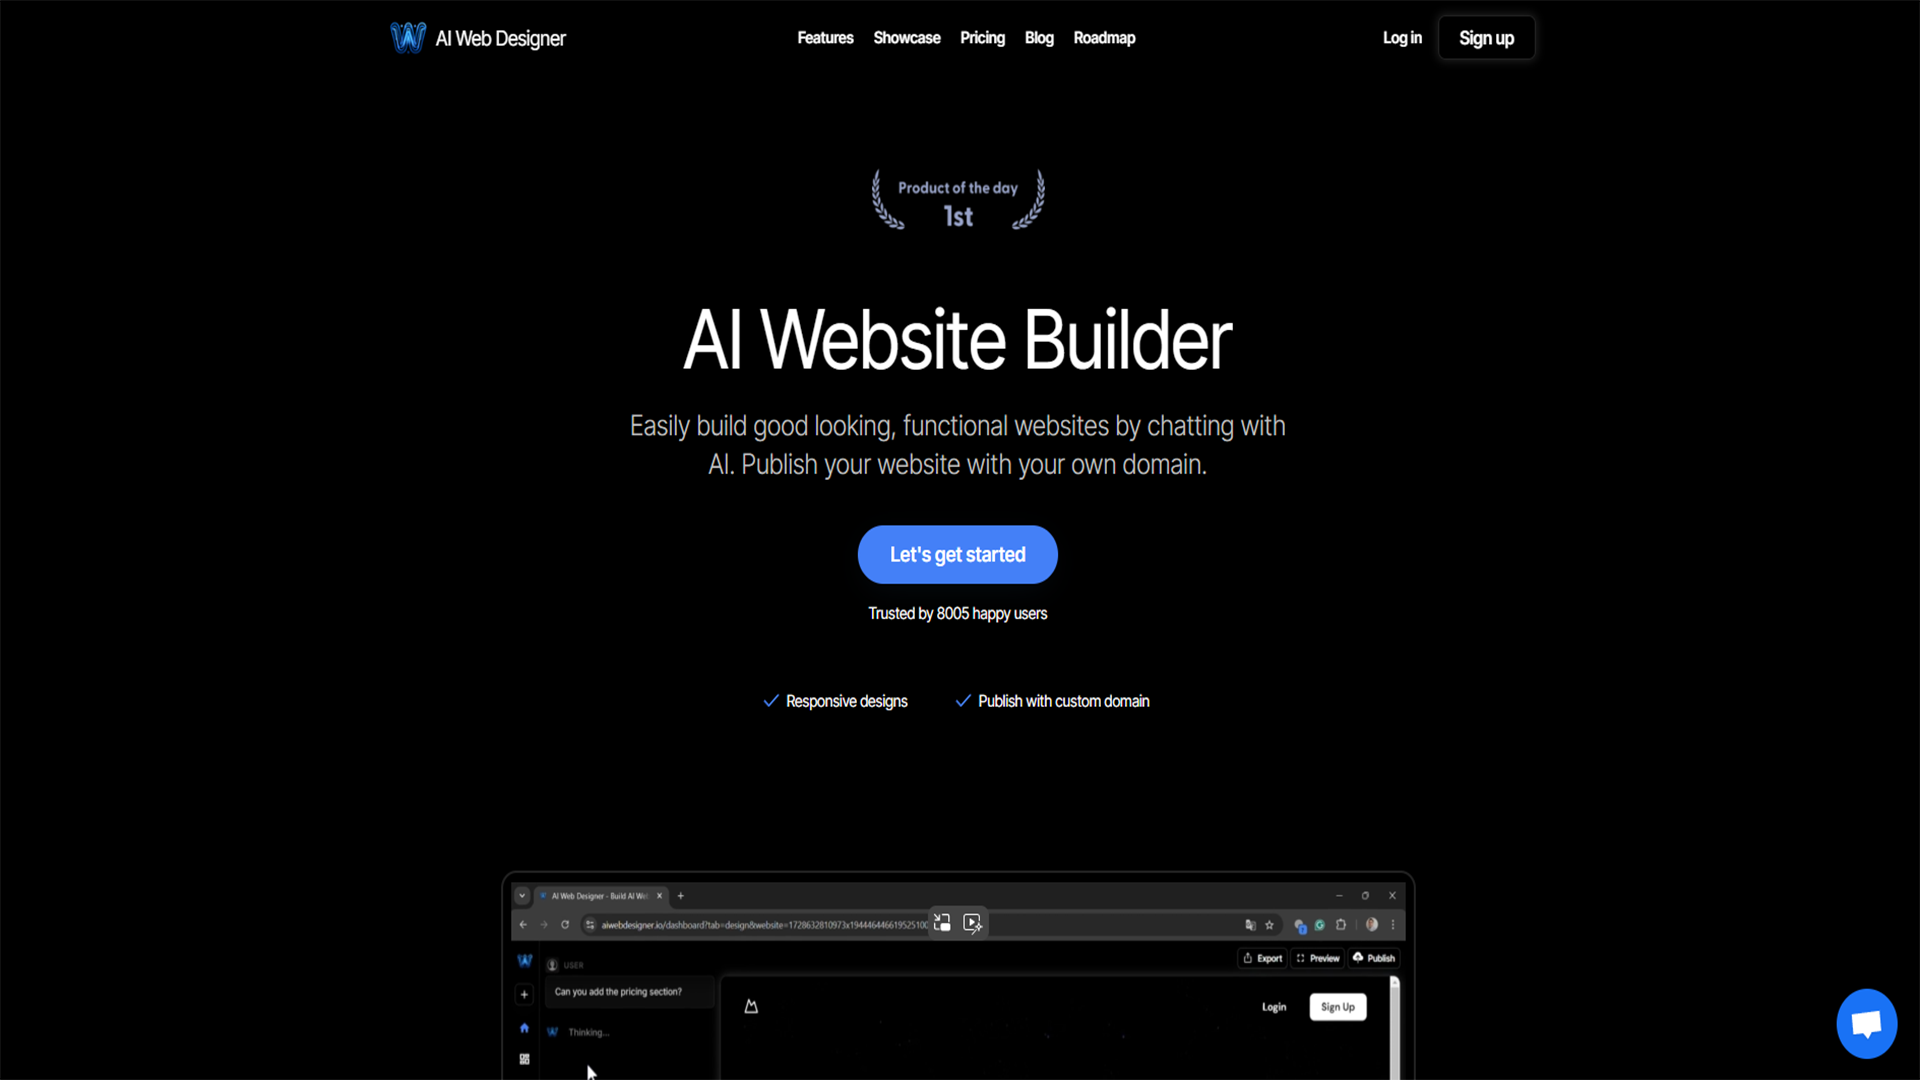 AI Web Designer
Features Showcase Pricing Blog Roadmap
Log in Sign up
Product of the day
1st
AI Website Builder
Easily build good looking, functional websites by chatting with
AI. Publish your website with your own domain.
Let's get started
Trusted by 8005 happy users
Responsive designs Publish with custom domain
AI Web Designer - Build AI We
aiwebdesigner.io/dashboard?tab=design&website=1728632810973x194446446619525100
Export Preview Publish
USER
Can you add the pricing section?
Login Sign Up
Thinking...